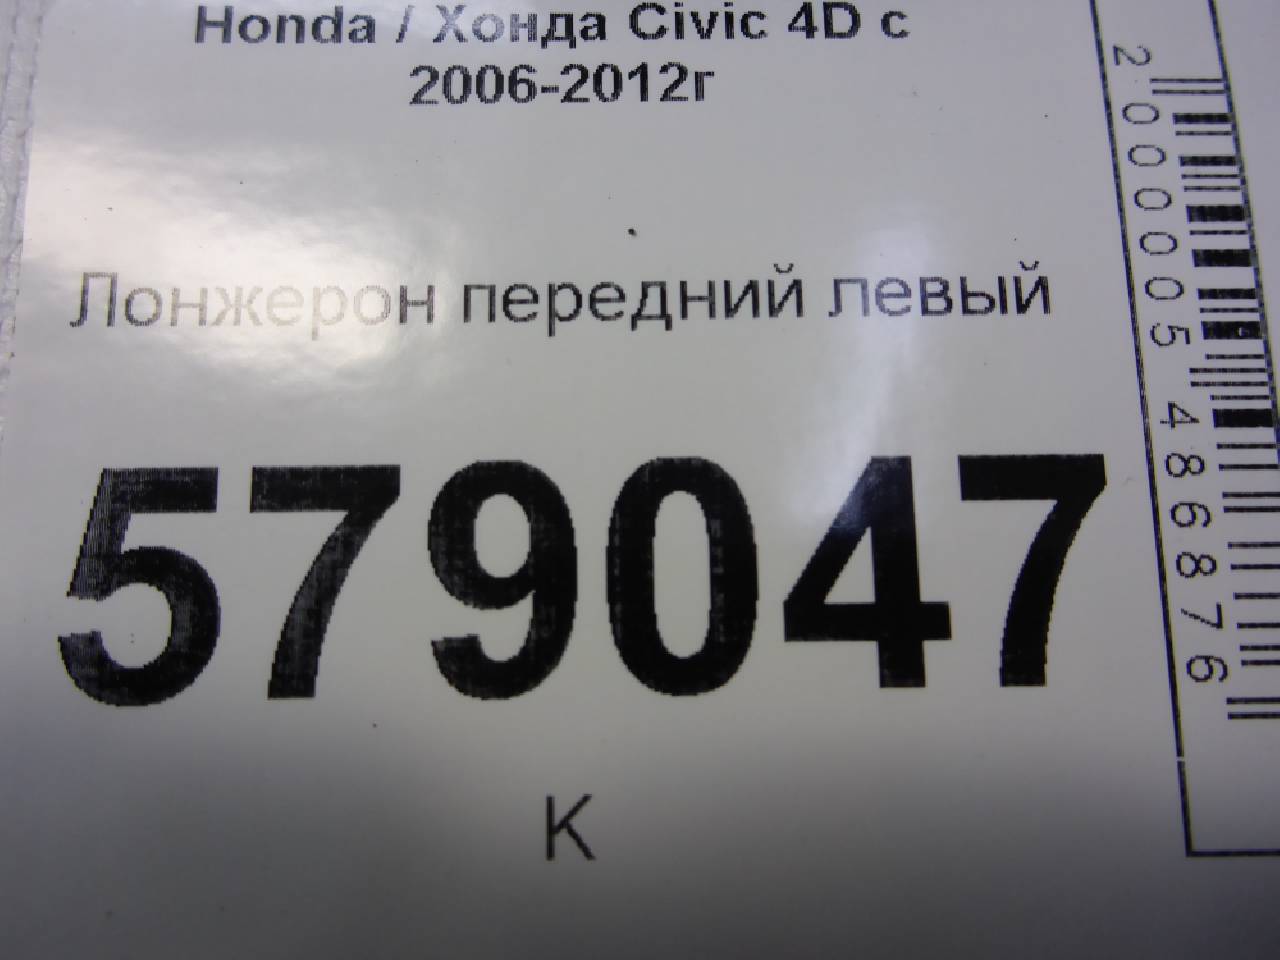 Honda / Хонда Civic 4D с
2006-2012г
Лонжерон передний левый
579047
К
2000005486876